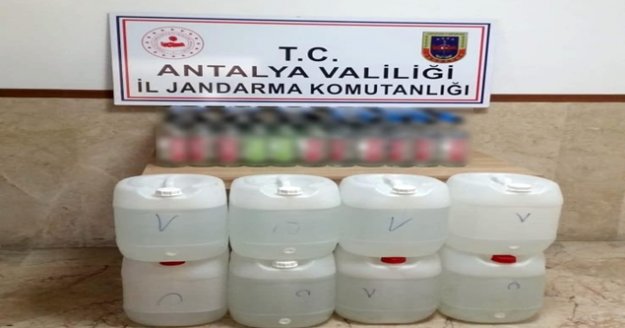 T.C.
ANTALYA VALİLİĞİ
İL JANDARMA KOMUTANLIĞI
V
V
V
V